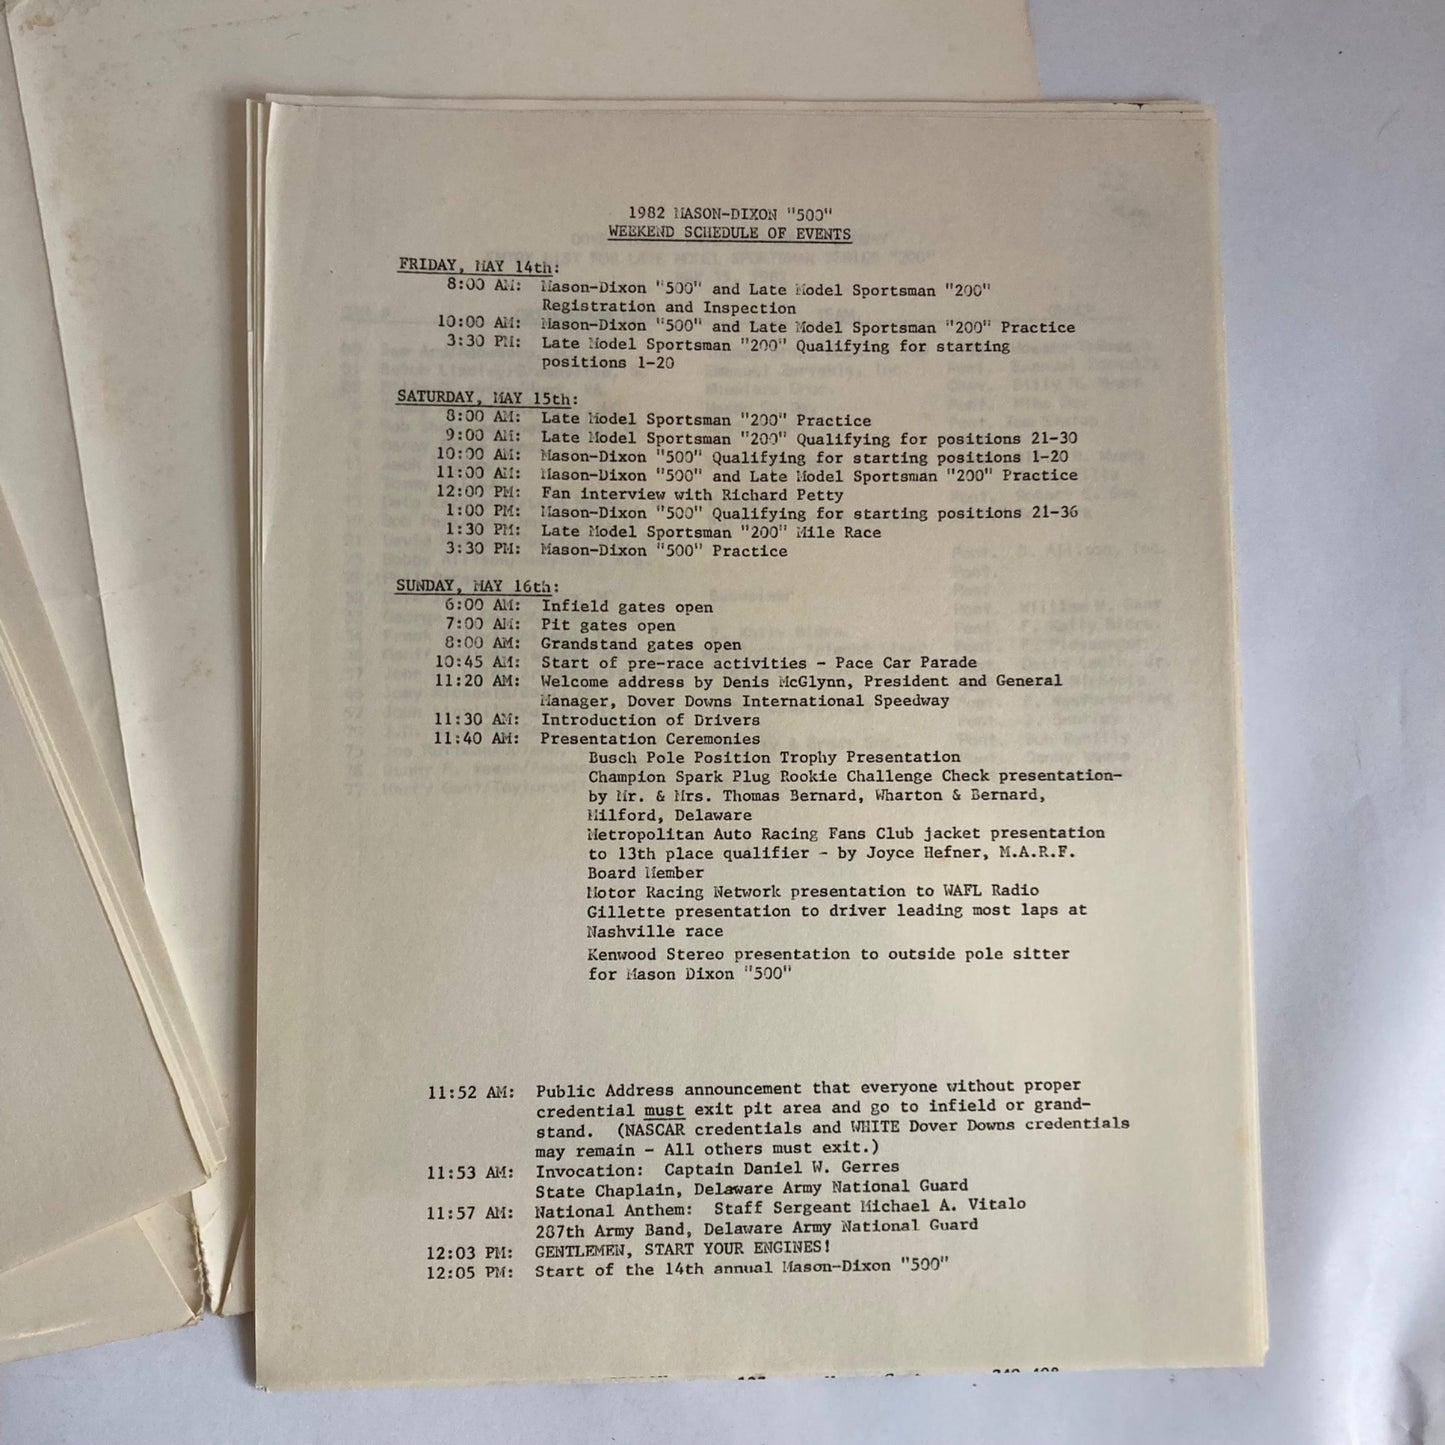 1982 MASON-DIXON "500"
WEEKEND SCHEDULE OF EVENTS
FRIDAY, MAY 14th:
8:00 AM: Mason-Dixon "500" and Late Model Sportsman "200"
Registration and Inspection
10:00 AM: Mason-Dixon "500" and Late Model Sportsman "200" Practice
3:30 PM: Late Model Sportsman "200" Qualifying for starting
positions 1-20
SATURDAY, MAY 15th:
8:00 AM: Late Model Sportsman "200" Practice
9:00 AM: Late Model Sportsman "200" Qualifying for positions 21-30
10:00 AM: Mason-Dixon "500" Qualifying for starting positions 1-20
11:00 AM: Mason-Dixon "500" and Late Model Sportsman "200" Practice
12:00 PM: Fan interview with Richard Petty
1:00 PM: Mason-Dixon "500" Qualifying for starting positions 21-36
1:30 PM: Late Model Sportsman "200" Mile Race
3:30 PM: Mason-Dixon "500" Practice
SUNDAY, MAY 16th:
6:00 AM: Infield gates open
7:00 AM: Pit gates open
8:00 AM: Grandstand gates open
10:45 AM: Start of pre-race activities - Pace Car Parade
11:20 AM: Welcome address by Denis McGlynn, President and General
Manager, Dover Downs International Speedway
11:30 AM: Introduction of Drivers
11:40 AM: Presentation Ceremonies
Busch Pole Position Trophy Presentation
Champion Spark Plug Rookie Challenge Check presentation-
by Mr. & Mrs. Thomas Bernard, Wharton & Bernard,
Milford, Delaware
Metropolitan Auto Racing Fans Club jacket presentation
to 13th place qualifier - by Joyce Hefner, M.A.R.F.
Board Member
Motor Racing Network presentation to WAFL Radio
Gillette presentation to driver leading most laps at
Nashville race
Kenwood Stereo presentation to outside pole sitter
for Mason Dixon "500"
11:52 AM: Public Address announcement that everyone without proper
credential must exit pit area and go to infield or grand-
stand. (NASCAR credentials and WHITE Dover Downs credentials
may remain - All others must exit.)
11:53 AM: Invocation: Captain Daniel W. Gerres
State Chaplain, Delaware Army National Guard
11:57 AM: National Anthem: Staff Sergeant Michael A. Vitalo
287th Army Band, Delaware Army National Guard
12:03 PM: GENTLEMEN, START YOUR ENGINES!
12:05 PM: Start of the 14th annual Mason-Dixon "500"